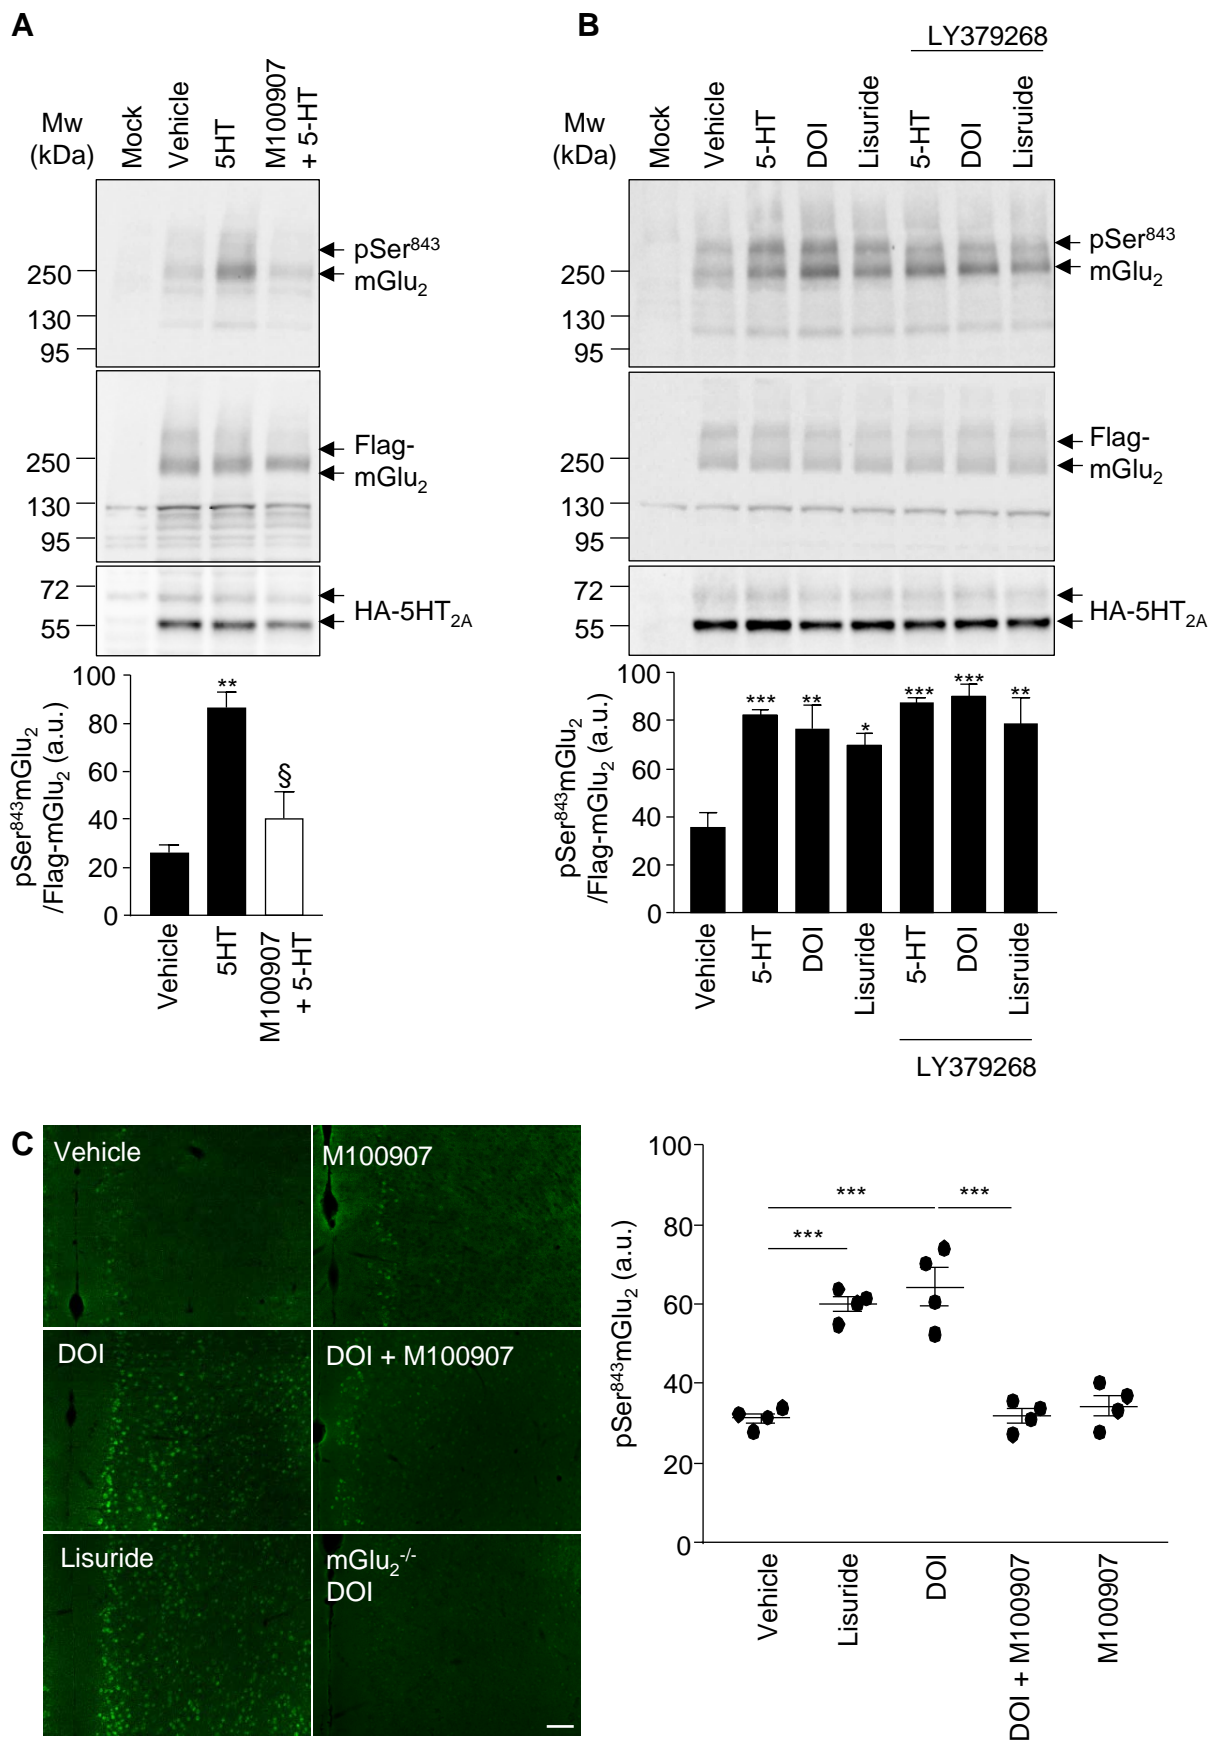 A
Mw
(kDa)
Mock
Vehicle
5HT
M100907
+ 5-HT
250
130
95
pSer843
mGlu2
250
130
95
Flag-
mGlu2
72
55
HA-5HT2A
100
80
60
40
20
0
pSer843mGlu2
/Flag-mGlu2 (a.u.)
**
§
Vehicle
5HT
M100907
+ 5-HT
B
LY379268
Mw
(kDa)
Mock
Vehicle
5-HT
DOI
Lisuride
5-HT
DOI
Lisruide
250
130
95
pSer843
mGlu2
250
130
95
Flag-
mGlu2
72
55
HA-5HT2A
100
80
60
40
20
0
pSer843mGlu2
/Flag-mGlu2 (a.u.)
***
**
*
***
***
**
Vehicle
5-HT
DOI
Lisuride
5-HT
DOI
Lisruide
LY379268
C
Vehicle
M100907
DOI
DOI + M100907
Lisuride
mGlu2-/-
DOI
100
80
60
40
20
0
pSer843mGlu2 (a.u.)
***
***
***
Vehicle
Lisuride
DOI
DOI + M100907
M100907